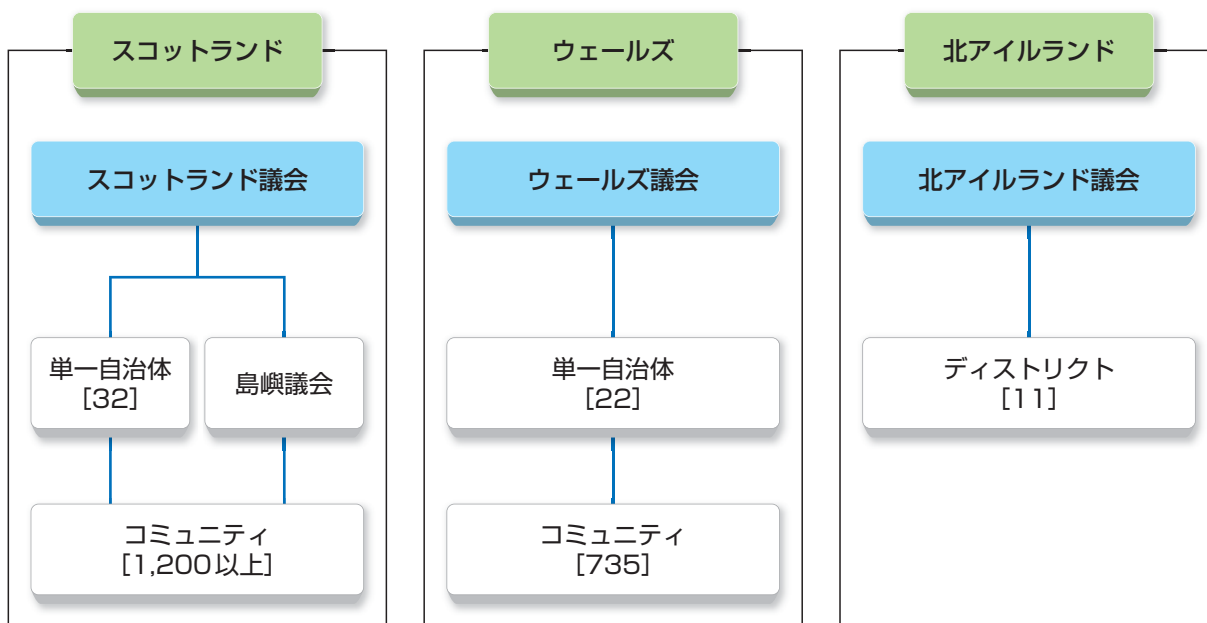 スコットランド
スコットランド議会
単一自治体
[32]
島嶼議会
コミュニティ
[1,200以上]
ウェールズ
ウェールズ議会
単一自治体
[22]
コミュニティ
[735]
北アイルランド
北アイルランド議会
ディストリクト
[11]